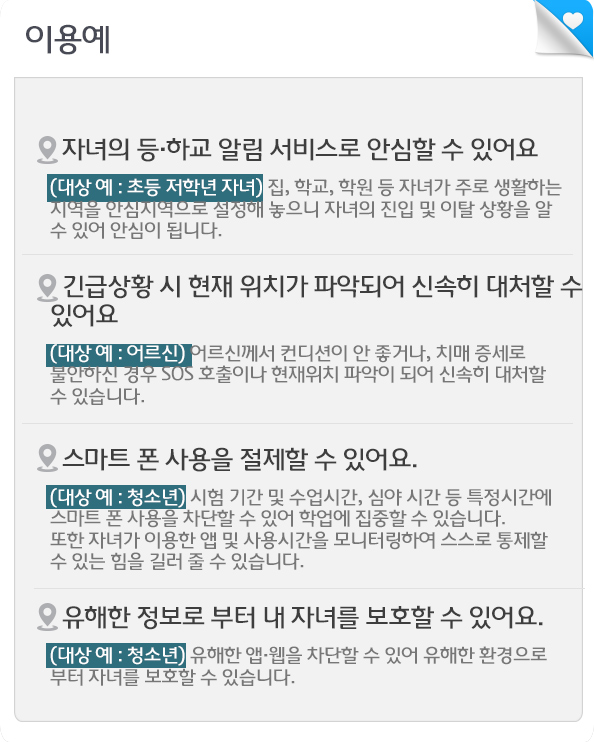 이용예
자녀의 등·하교 알림 서비스로 안심할 수 있어요
(대상 예 : 초등 저학년 자녀) 집, 학교, 학원 등 자녀가 주로 생활하는
지역을 안심지역으로 설정해 놓으니 자녀의 진입 및 이탈 상황을 알
수 있어 안심이 됩니다.
긴급상황 시 현재 위치가 파악되어 신속히 대처할 수
있어요
(대상 예 : 어르신) 어르신께서 컨디션이 안 좋거나, 치매 증세로
불안하신 경우 SOS 호출이나 현재위치 파악이 되어 신속히 대처할
수 있습니다.
스마트 폰 사용을 절제할 수 있어요.
(대상 예 : 청소년) 시험 기간 및 수업시간, 심야 시간 등 특정시간에
스마트 폰 사용을 차단할 수 있어 학업에 집중할 수 있습니다.
또한 자녀가 이용한 앱 및 사용시간을 모니터링하여 스스로 통제할
수 있는 힘을 길러 줄 수 있습니다.
유해한 정보로 부터 내 자녀를 보호할 수 있어요.
(대상 예 : 청소년) 유해한 앱·웹을 차단할 수 있어 유해한 환경으로
부터 자녀를 보호할 수 있습니다.